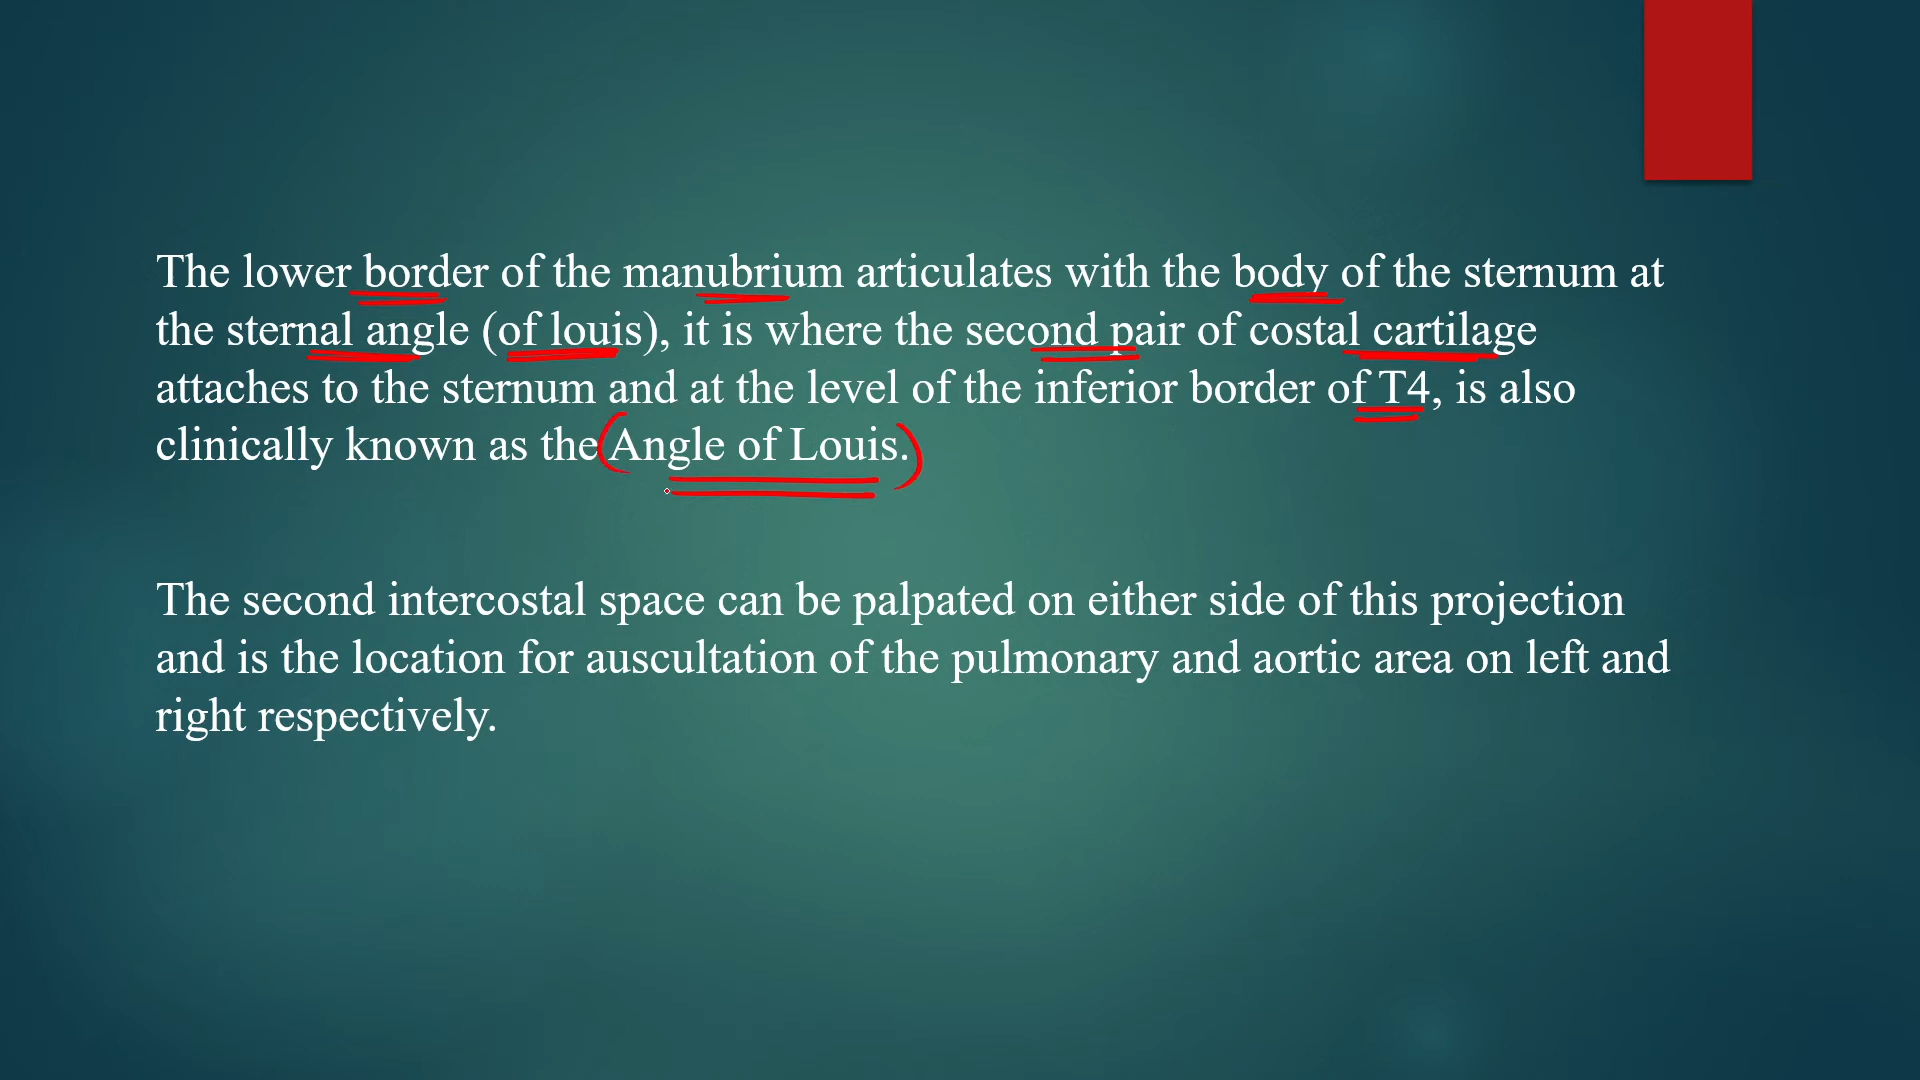 The lower border of the manubrium articulates with the body of the sternum at
the sternal angle (of louis), it is where the second pair of costal cartilage
attaches to the sternum and at the level of the inferior border of T4, is also
clinically known as the Angle of Louis.
The second intercostal space can be palpated on either side of this projection
and is the location for auscultation of the pulmonary and aortic area on left and
right respectively.